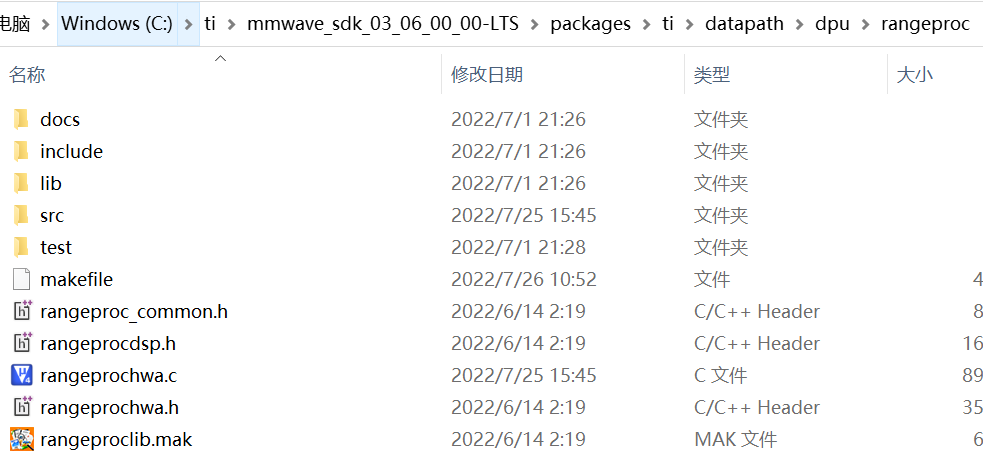 电脑 > Windows (C:) > ti > mmwave_sdk_03_06_00_00-LTS > packages > ti > datapath > dpu > rangeproc
名称 修改日期 类型 大小
docs 2022/7/1 21:26 文件夹
include 2022/7/1 21:26 文件夹
lib 2022/7/1 21:26 文件夹
src 2022/7/25 15:45 文件夹
test 2022/7/1 21:28 文件夹
makefile 2022/7/26 10:52 文件 4
rangeproc_common.h 2022/6/14 2:19 C/C++ Header 8
rangeprocdsp.h 2022/6/14 2:19 C/C++ Header 16
rangeprochwa.c 2022/7/25 15:45 C 文件 89
rangeprochwa.h 2022/6/14 2:19 C/C++ Header 35
rangeproclib.mak 2022/6/14 2:19 MAK 文件 6